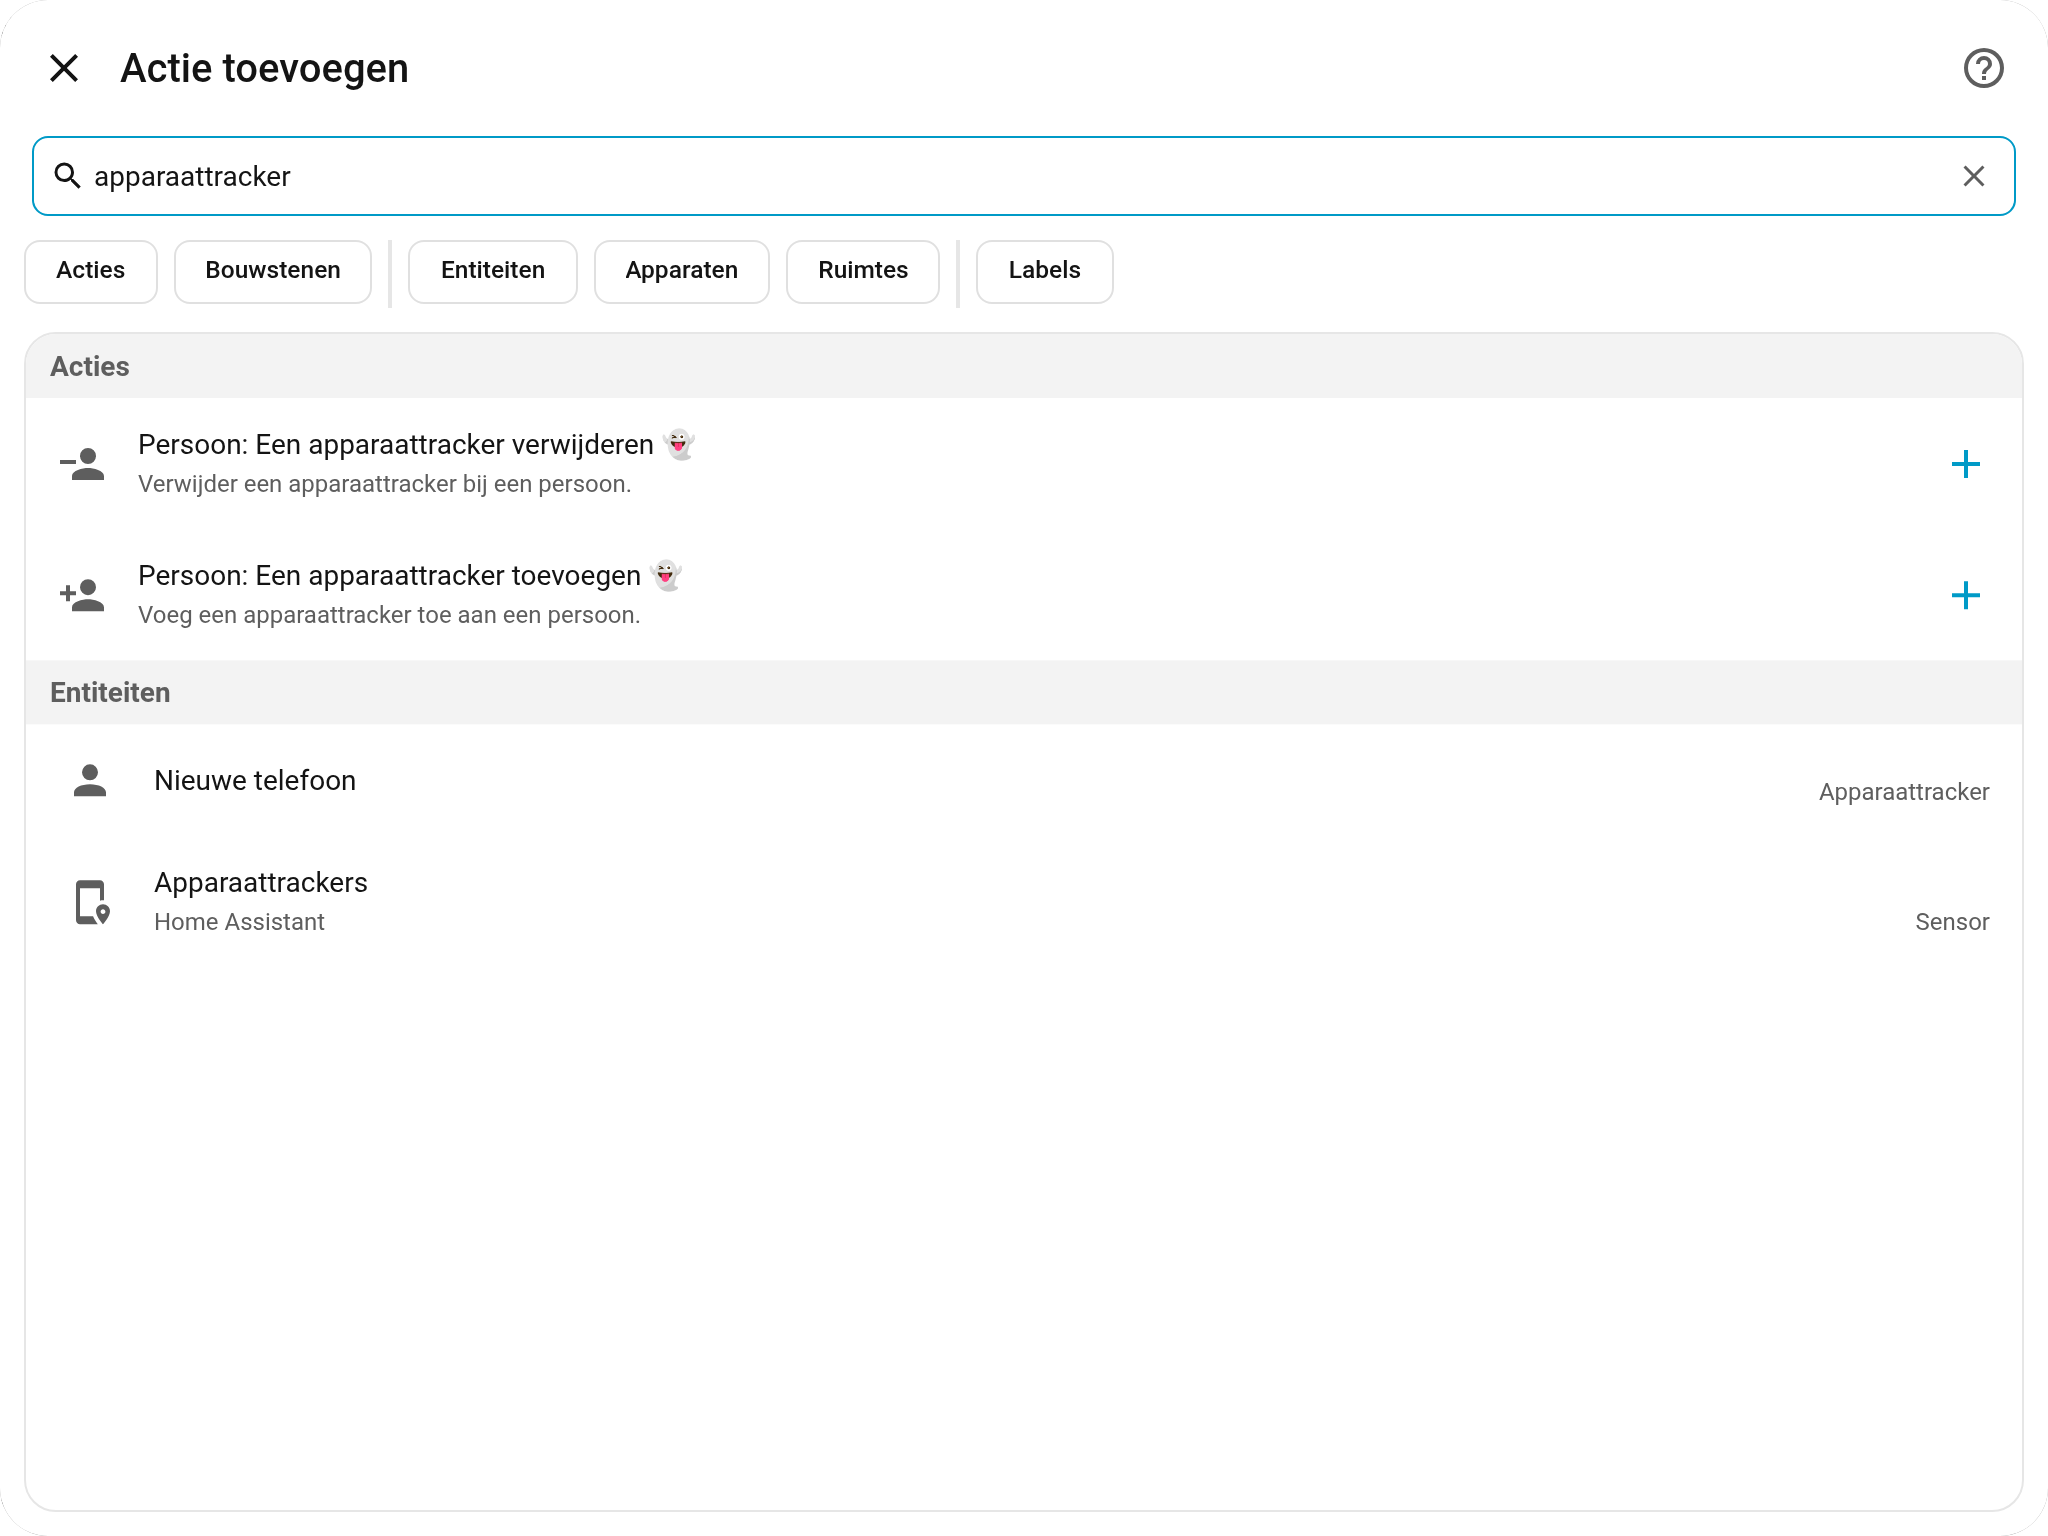 Actie toevoegen
apparaattracker
Acties
Bouwstenen
Entiteiten
Apparaten
Ruimtes
Labels
Acties
Persoon: Een apparaattracker verwijderen 👻
Verwijder een apparaattracker bij een persoon.
Persoon: Een apparaattracker toevoegen 👻
Voeg een apparaattracker toe aan een persoon.
Entiteiten
Nieuwe telefoon
Apparaattracker
Apparaattrackers
Home Assistant
Sensor